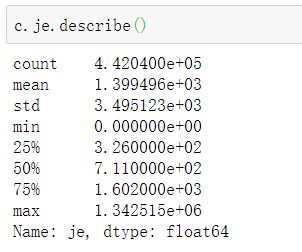 c.je.describe()
count    4.420400e+05
mean     1.399496e+03
std      3.495123e+03
min      0.000000e+00
25%      3.260000e+02
50%      7.110000e+02
75%      1.602000e+03
max      1.342515e+06
Name: je, dtype: float64